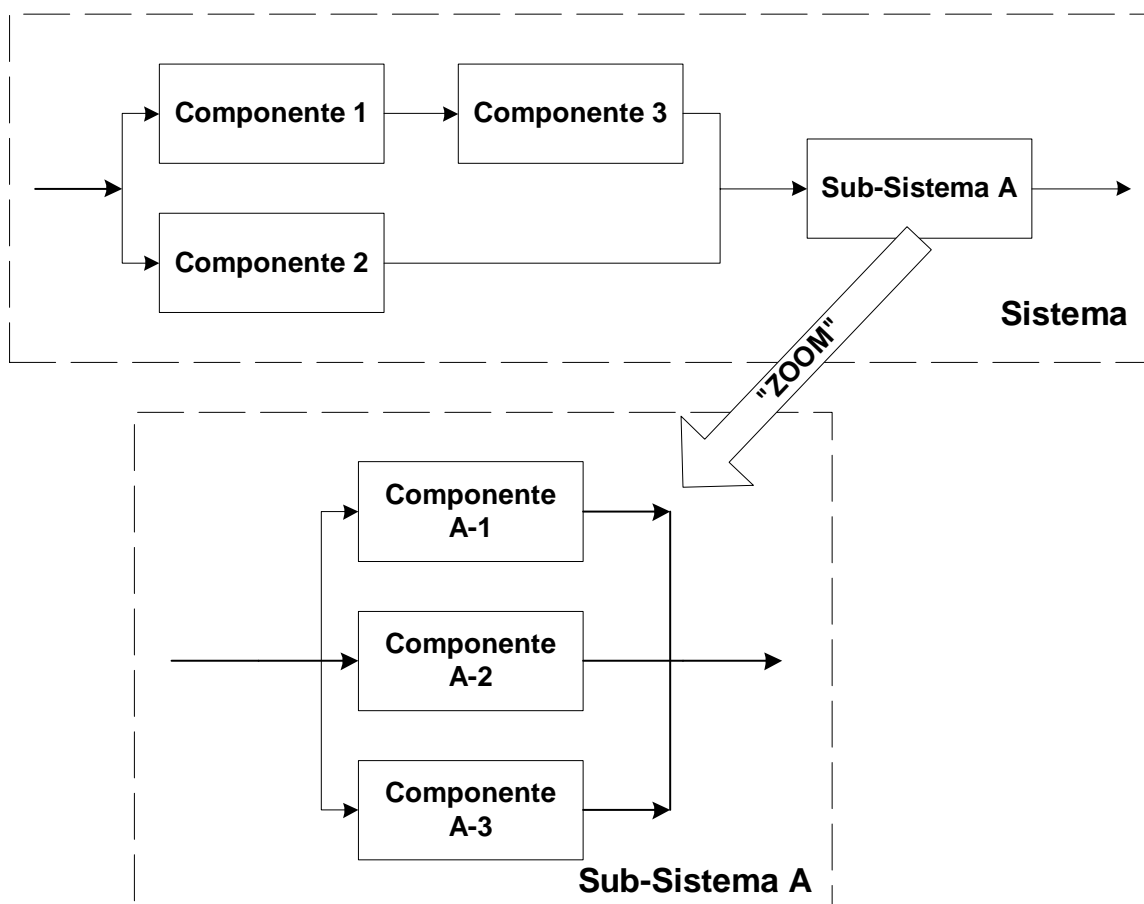 Componente 1
Componente 3
Sub-Sistema A
Componente 2
Sistema
"ZOOM"
Componente
A-1
Componente
A-2
Componente
A-3
Sub-Sistema A